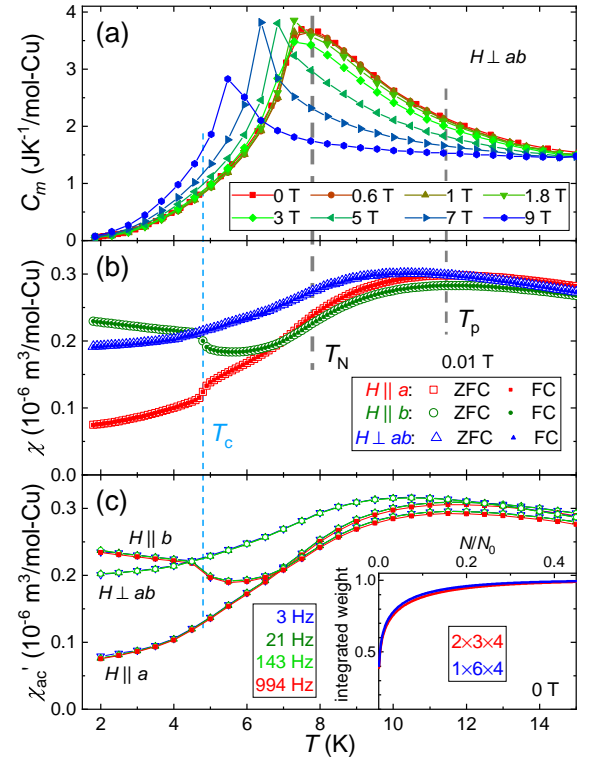 (a)
H ⊥ ab
C_m (JK⁻¹/mol-Cu)
4
3
2
1
0
0 T 0.6 T 1 T 1.8 T
3 T 5 T 7 T 9 T
(b)
χ (10⁻⁶ m³/mol-Cu)
0.3
0.2
0.1
0.0
T_N
T_p
T_c
0.01 T
H || a: ZFC FC
H || b: ZFC FC
H ⊥ ab: ZFC FC
(c)
χ_ac' (10⁻⁶ m³/mol-Cu)
0.3
0.2
0.1
0.0
H || b
H ⊥ ab
H || a
3 Hz
21 Hz
143 Hz
994 Hz
N/N₀
0.0 0.2 0.4
integrated weight
1.0
0.4
2×3×4
1×6×4
0 T
2 4 6 8 10 12 14
T (K)